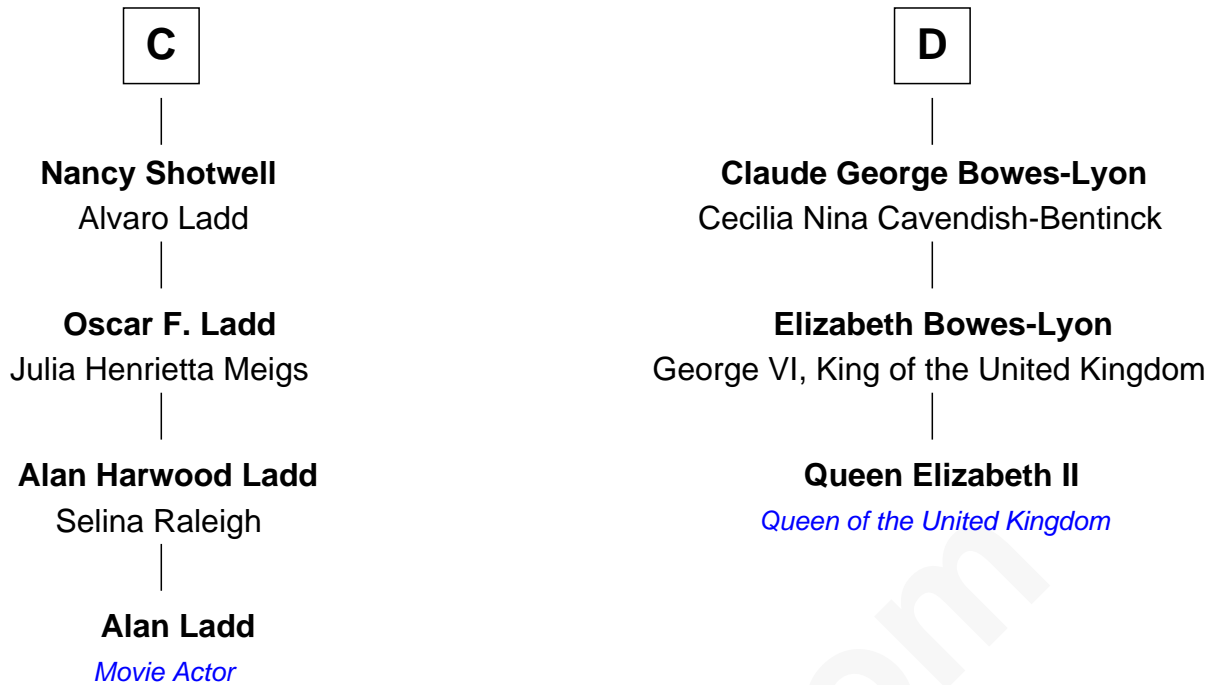 C
Nancy Shotwell
Alvaro Ladd
Oscar F. Ladd
Julia Henrietta Meigs
Alan Harwood Ladd
Selina Raleigh
Alan Ladd
Movie Actor
D
Claude George Bowes-Lyon
Cecilia Nina Cavendish-Bentinck
Elizabeth Bowes-Lyon
George VI, King of the United Kingdom
Queen Elizabeth II
Queen of the United Kingdom
om